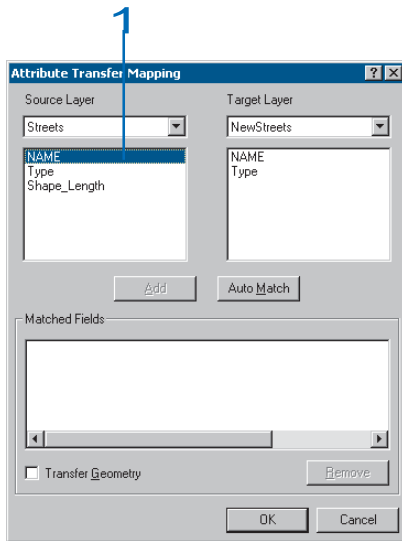 1
Attribute Transfer Mapping
Source Layer
Target Layer
Streets
NewStreets
NAME
Type
Shape_Length
NAME
Type
Add
Auto Match
Matched Fields
Transfer Geometry
Remove
OK
Cancel